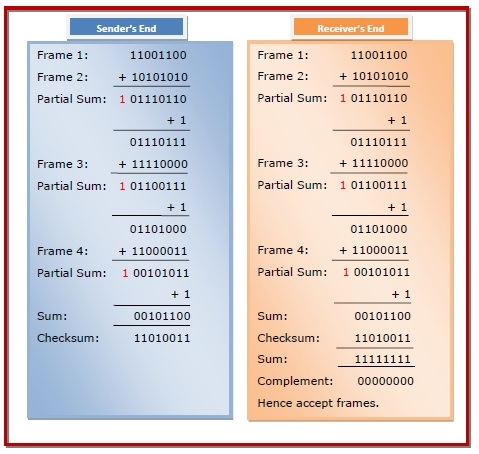 Sender's End
Frame 1: 11001100
Frame 2: + 10101010
Partial Sum: 1 01110110
+ 1
01110111
Frame 3: + 11110000
Partial Sum: 1 01100111
+ 1
01101000
Frame 4: + 11000011
Partial Sum: 1 00101011
+ 1
Sum: 00101100
Checksum: 11010011
Receiver's End
Frame 1: 11001100
Frame 2: + 10101010
Partial Sum: 1 01110110
+ 1
01110111
Frame 3: + 11110000
Partial Sum: 1 01100111
+ 1
01101000
Frame 4: + 11000011
Partial Sum: 1 00101011
+ 1
Sum: 00101100
Checksum: 11010011
Sum: 11111111
Complement: 00000000
Hence accept frames.